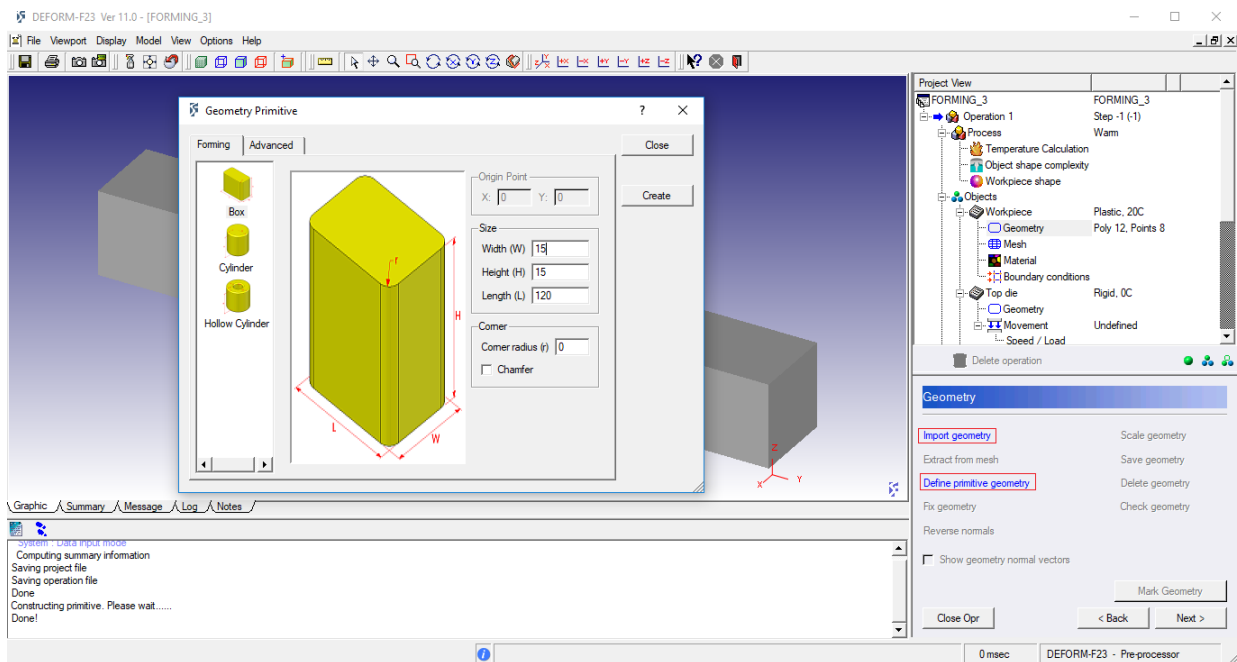 DEFORM-F23 Ver 11.0 - [FORMING_3]
File Viewport Display Model View Options Help
Geometry Primitive
Forming Advanced
Close
Create
Box
Cylinder
Hollow Cylinder
r
H
L
W
Origin Point
X: 0 Y: 0
Size
Width (W) 15
Height (H) 15
Length (L) 120
Corner
Corner radius (r) 0
Chamfer
Z
X Y
Graphic Summary Message Log Notes
System : Data input mode
Computing summary information
Saving project file
Saving operation file
Done
Constructing primitive. Please wait......
Done!
Project View
FORMING_3 FORMING_3
Operation 1 Step -1 (-1)
Process Warm
Temperature Calculation
Object shape complexity
Workpiece shape
Objects
Workpiece Plastic, 20C
Geometry Poly 12, Points 8
Mesh
Material
Boundary conditions
Top die Rigid, 0C
Geometry
Movement Undefined
Speed / Load
Delete operation
Geometry
Import geometry Scale geometry
Extract from mesh Save geometry
Define primitive geometry Delete geometry
Fix geometry Check geometry
Reverse normals
Show geometry normal vectors
Mark Geometry
Close Opr < Back Next >
0 msec DEFORM-F23 - Pre-processor